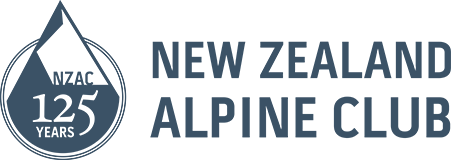 NZAC
125
YEARS
NEW ZEALAND
ALPINE CLUB